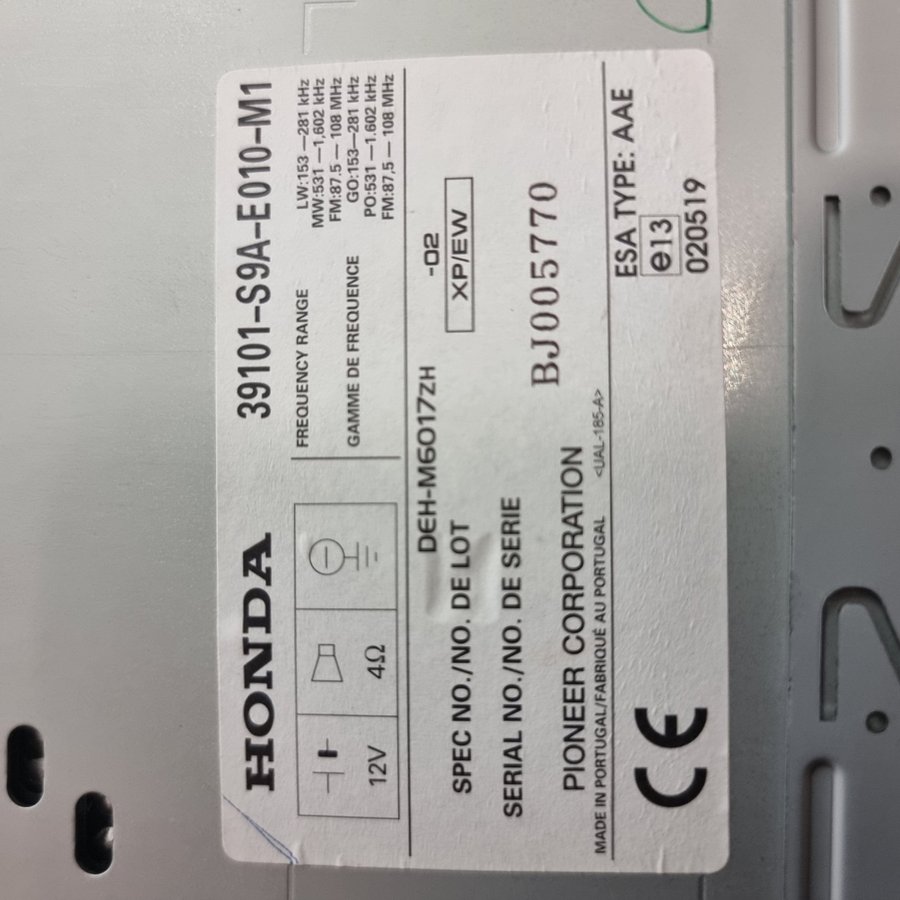 HONDA 39101-S9A-E010-M1
12V
4Ω
FREQUENCY RANGE
LW:153 —281 kHz
MW:531 —1,602 kHz
FM:87.5 — 108 MHz
GAMME DE FREQUENCE
GO:153—281 kHz
PO:531 —1.602 kHz
FM:87,5 — 108 MHz
DEH-M6017ZH -02
SPEC NO./NO. DE LOT XP/EW
SERIAL NO./NO. DE SERIE BJ005770
PIONEER CORPORATION
MADE IN PORTUGAL/FABRIQUÉ AU PORTUGAL <UAL-185-A>
CE
ESA TYPE: AAE
e13
020519